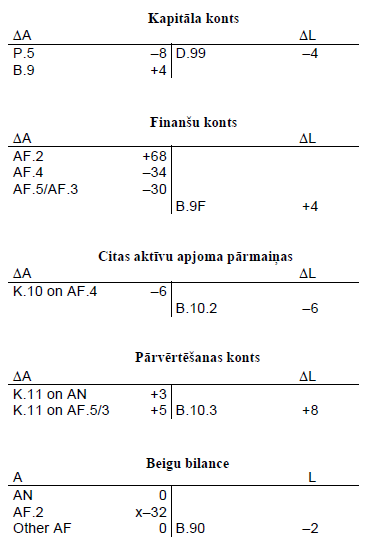 Kapitāla konts
ΔA ΔL
P.5 –8 D.99 –4
B.9 +4
Finanšu konts
ΔA ΔL
AF.2 +68
AF.4 –34
AF.5/AF.3 –30
B.9F +4
Citas aktīvu apjoma pārmaiņas
ΔA ΔL
K.10 on AF.4 –6
B.10.2 –6
Pārvērtēšanas konts
ΔA ΔL
K.11 on AN +3
K.11 on AF.5/3 +5 B.10.3 +8
Beigu bilance
A L
AN 0
AF.2 x–32
Other AF 0 B.90 –2